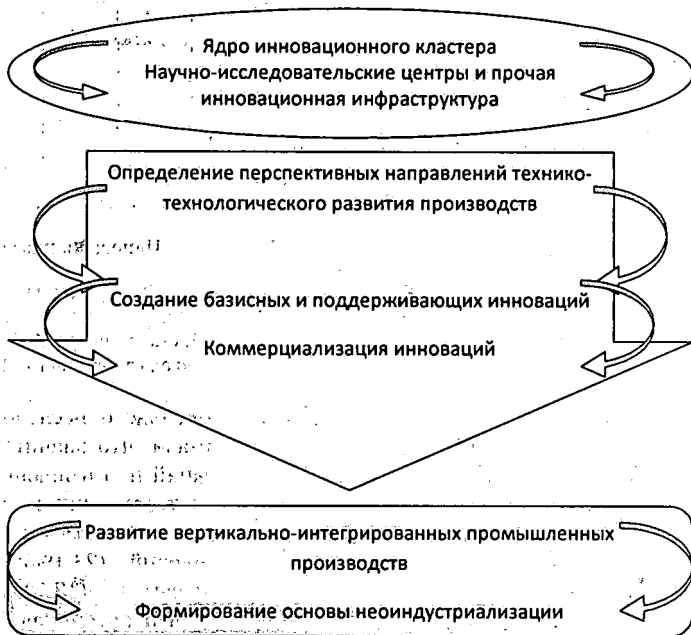 Ядро инновационного кластера
Научно-исследовательские центры и прочая
инновационная инфраструктура
Определение перспективных направлений технико-
технологического развития производств
Создание базисных и поддерживающих инноваций
Коммерциализация инноваций
Развитие вертикально-интегрированных промышленных
производств
Формирование основы неоиндустриализации